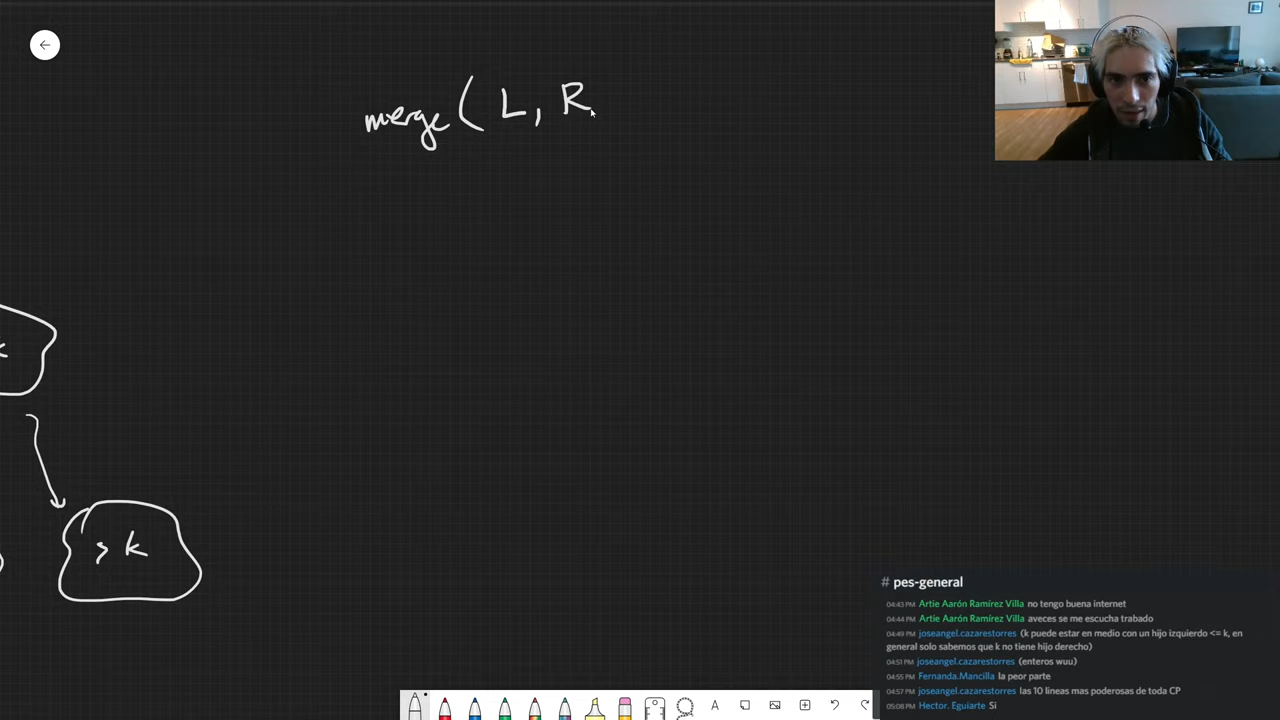 merge ( L, R
k
> k
# pes-general
04:43 PM Artie Aarón Ramírez Villa no tengo buena internet
04:44 PM Artie Aarón Ramírez Villa aveces se me escucha trabado
04:49 PM joseangel.cazarestorres (k puede estar en medio con un hijo izquierdo <= k, en
general solo sabemos que k no tiene hijo derecho)
04:51 PM joseangel.cazarestorres (enteros wuu)
04:55 PM Fernanda.Mancilla la peor parte
04:57 PM joseangel.cazarestorres las 10 lineas mas poderosas de toda CP
05:08 PM Hector. Eguiarte Si
A